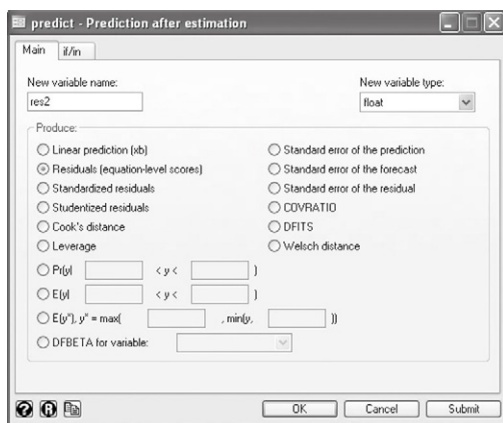 predict - Prediction after estimation
Main if/in
New variable name: New variable type:
res2 float
Produce:
Linear prediction (xb) Standard error of the prediction
Residuals (equation-level scores) Standard error of the forecast
Standardized residuals Standard error of the residual
Studentized residuals COVRATIO
Cook's distance DFITS
Leverage Welsch distance
Pr(y| < y < )
E(y| < y < )
E(y*), y* = max( , min(y, ))
DFBETA for variable:
? R OK Cancel Submit